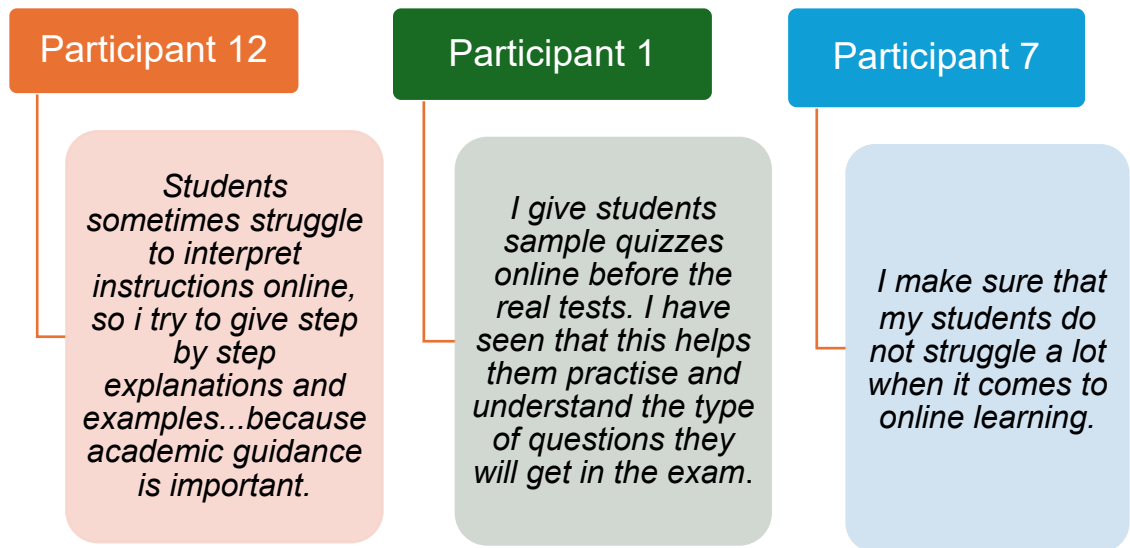 Participant 12
Students
sometimes struggle
to interpret
instructions online,
so i try to give step
by step
explanations and
examples...because
academic guidance
is important.
Participant 1
I give students
sample quizzes
online before the
real tests. I have
seen that this helps
them practise and
understand the type
of questions they
will get in the exam.
Participant 7
I make sure that
my students do
not struggle a lot
when it comes to
online learning.